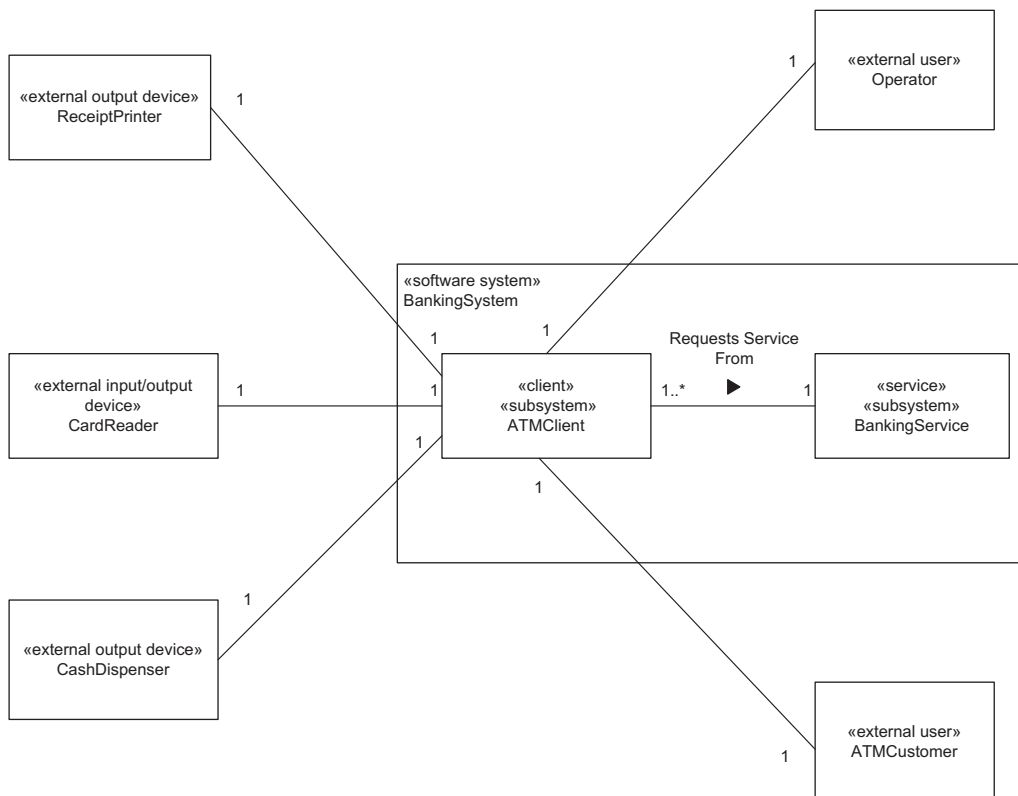 «external output device»
ReceiptPrinter
1
1
«external user»
Operator
«software system»
BankingSystem
1
1
Requests Service
From
«external input/output
device»
CardReader
1
1
«client»
«subsystem»
ATMClient
1..*
1
«service»
«subsystem»
BankingService
1
1
1
«external output device»
CashDispenser
1
«external user»
ATMCustomer